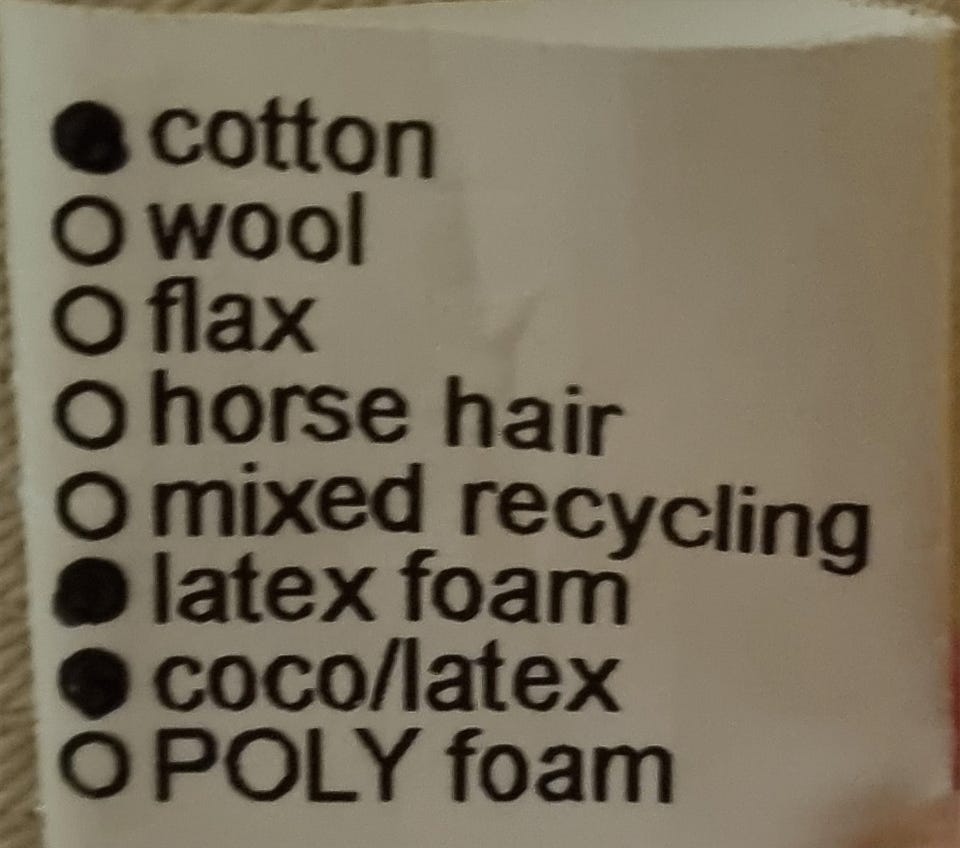 cotton
wool
flax
horse hair
mixed recycling
latex foam
coco/latex
POLY foam